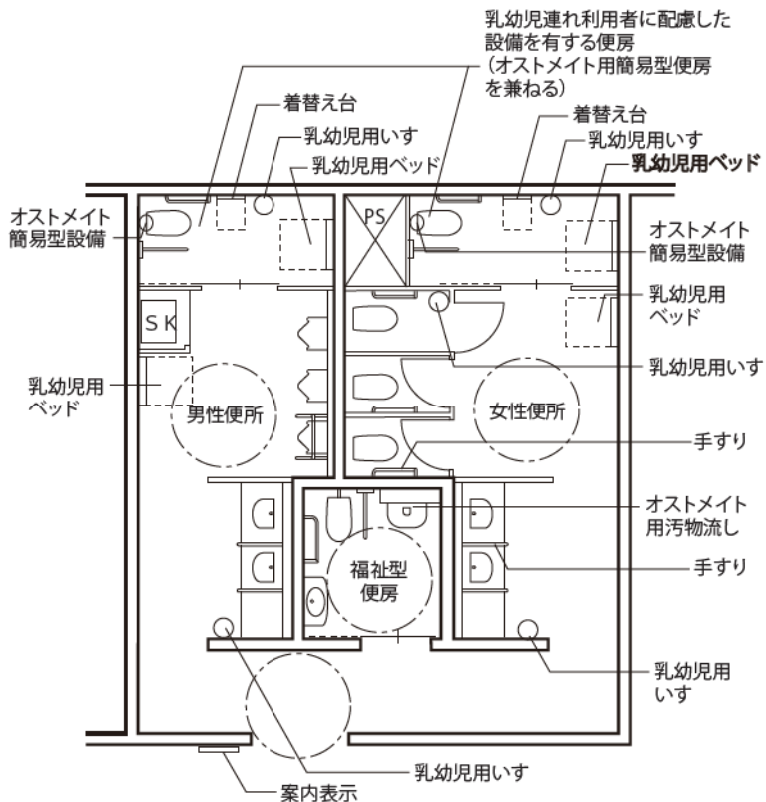 乳幼児連れ利用者に配慮した
設備を有する便房
（オストメイト用簡易型便房
を兼ねる）
着替え台
乳幼児用いす
乳幼児用ベッド
着替え台
乳幼児用いす
乳幼児用ベッド
オストメイト
簡易型設備
PS
オストメイト
簡易型設備
SK
乳幼児用
ベッド
乳幼児用いす
乳幼児用
ベッド
男性便所
女性便所
手すり
オストメイト
用汚物流し
福祉型
便房
手すり
乳幼児用
いす
乳幼児用いす
案内表示